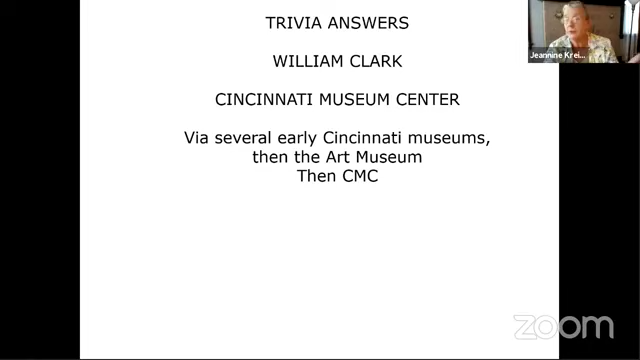 TRIVIA ANSWERS
WILLIAM CLARK
CINCINNATI MUSEUM CENTER
Via several early Cincinnati museums,
then the Art Museum
Then CMC
Jeannine Krei...
zoom